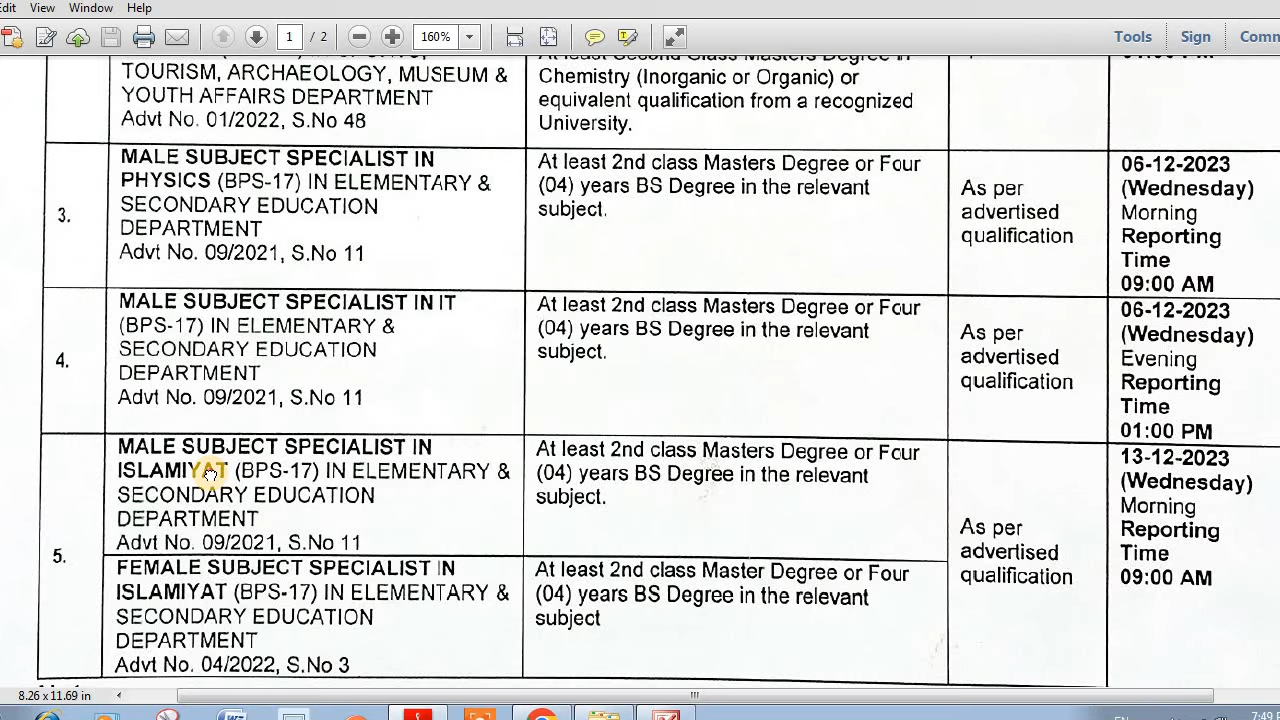 Edit View Window Help
1 / 2
160%
Tools Sign
TOURISM, ARCHAEOLOGY, MUSEUM &
YOUTH AFFAIRS DEPARTMENT
Advt No. 01/2022, S.No 48
At least Second Class Masters Degree in
Chemistry (Inorganic or Organic) or
equivalent qualification from a recognized
University.
3.
MALE SUBJECT SPECIALIST IN
PHYSICS (BPS-17) IN ELEMENTARY &
SECONDARY EDUCATION
DEPARTMENT
Advt No. 09/2021, S.No 11
At least 2nd class Masters Degree or Four
(04) years BS Degree in the relevant
subject.
As per
advertised
qualification
06-12-2023
(Wednesday)
Morning
Reporting
Time
09:00 AM
4.
MALE SUBJECT SPECIALIST IN IT
(BPS-17) IN ELEMENTARY &
SECONDARY EDUCATION
DEPARTMENT
Advt No. 09/2021, S.No 11
At least 2nd class Masters Degree or Four
(04) years BS Degree in the relevant
subject.
As per
advertised
qualification
06-12-2023
(Wednesday)
Evening
Reporting
Time
01:00 PM
5.
MALE SUBJECT SPECIALIST IN
ISLAMIYAT (BPS-17) IN ELEMENTARY &
SECONDARY EDUCATION
DEPARTMENT
Advt No. 09/2021, S.No 11
At least 2nd class Masters Degree or Four
(04) years BS Degree in the relevant
subject.
FEMALE SUBJECT SPECIALIST IN
ISLAMIYAT (BPS-17) IN ELEMENTARY &
SECONDARY EDUCATION
DEPARTMENT
Advt No. 04/2022, S.No 3
At least 2nd class Master Degree or Four
(04) years BS Degree in the relevant
subject
As per
advertised
qualification
13-12-2023
(Wednesday)
Morning
Reporting
Time
09:00 AM
8.26 x 11.69 in